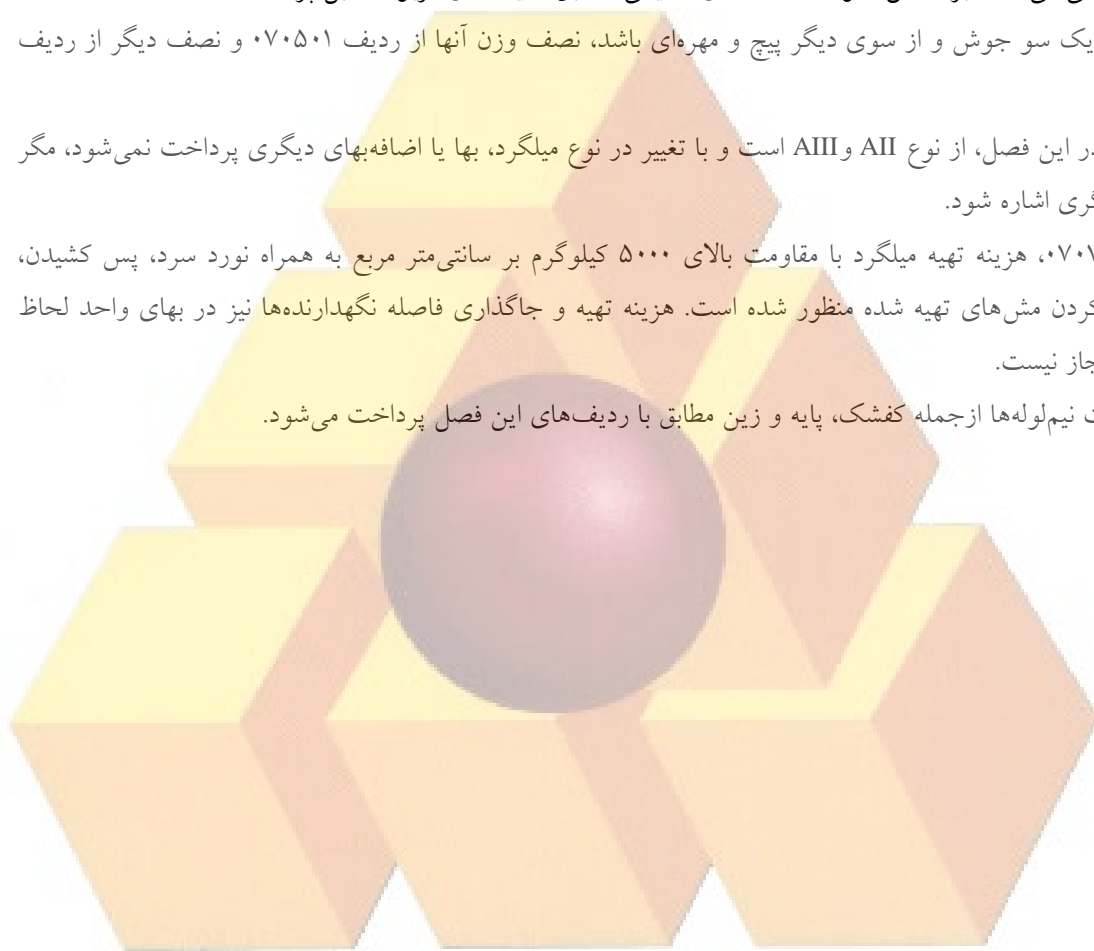 یک سو جوش و از سوی دیگر پیچ و مهره‌ای باشد، نصف وزن آنها از ردیف ۰۷۰۵۰۱ و نصف دیگر از ردیف
در این فصل، از نوع AII و AIII است و با تغییر در نوع میلگرد، بها یا اضافه‌بهای دیگری پرداخت نمی‌شود، مگر
گری اشاره شود.
هزینه تهیه میلگرد با مقاومت بالای ۵۰۰۰ کیلوگرم بر سانتی‌متر مربع به همراه نورد سرد، پس کشیدن،
کردن مش‌های تهیه شده منظور شده است. هزینه تهیه و جاگذاری فاصله نگهدارنده‌ها نیز در بهای واحد لحاظ
جاز نیست.
نیم‌لوله‌ها ازجمله کفشک، پایه و زین مطابق با ردیف‌های این فصل پرداخت می‌شود.